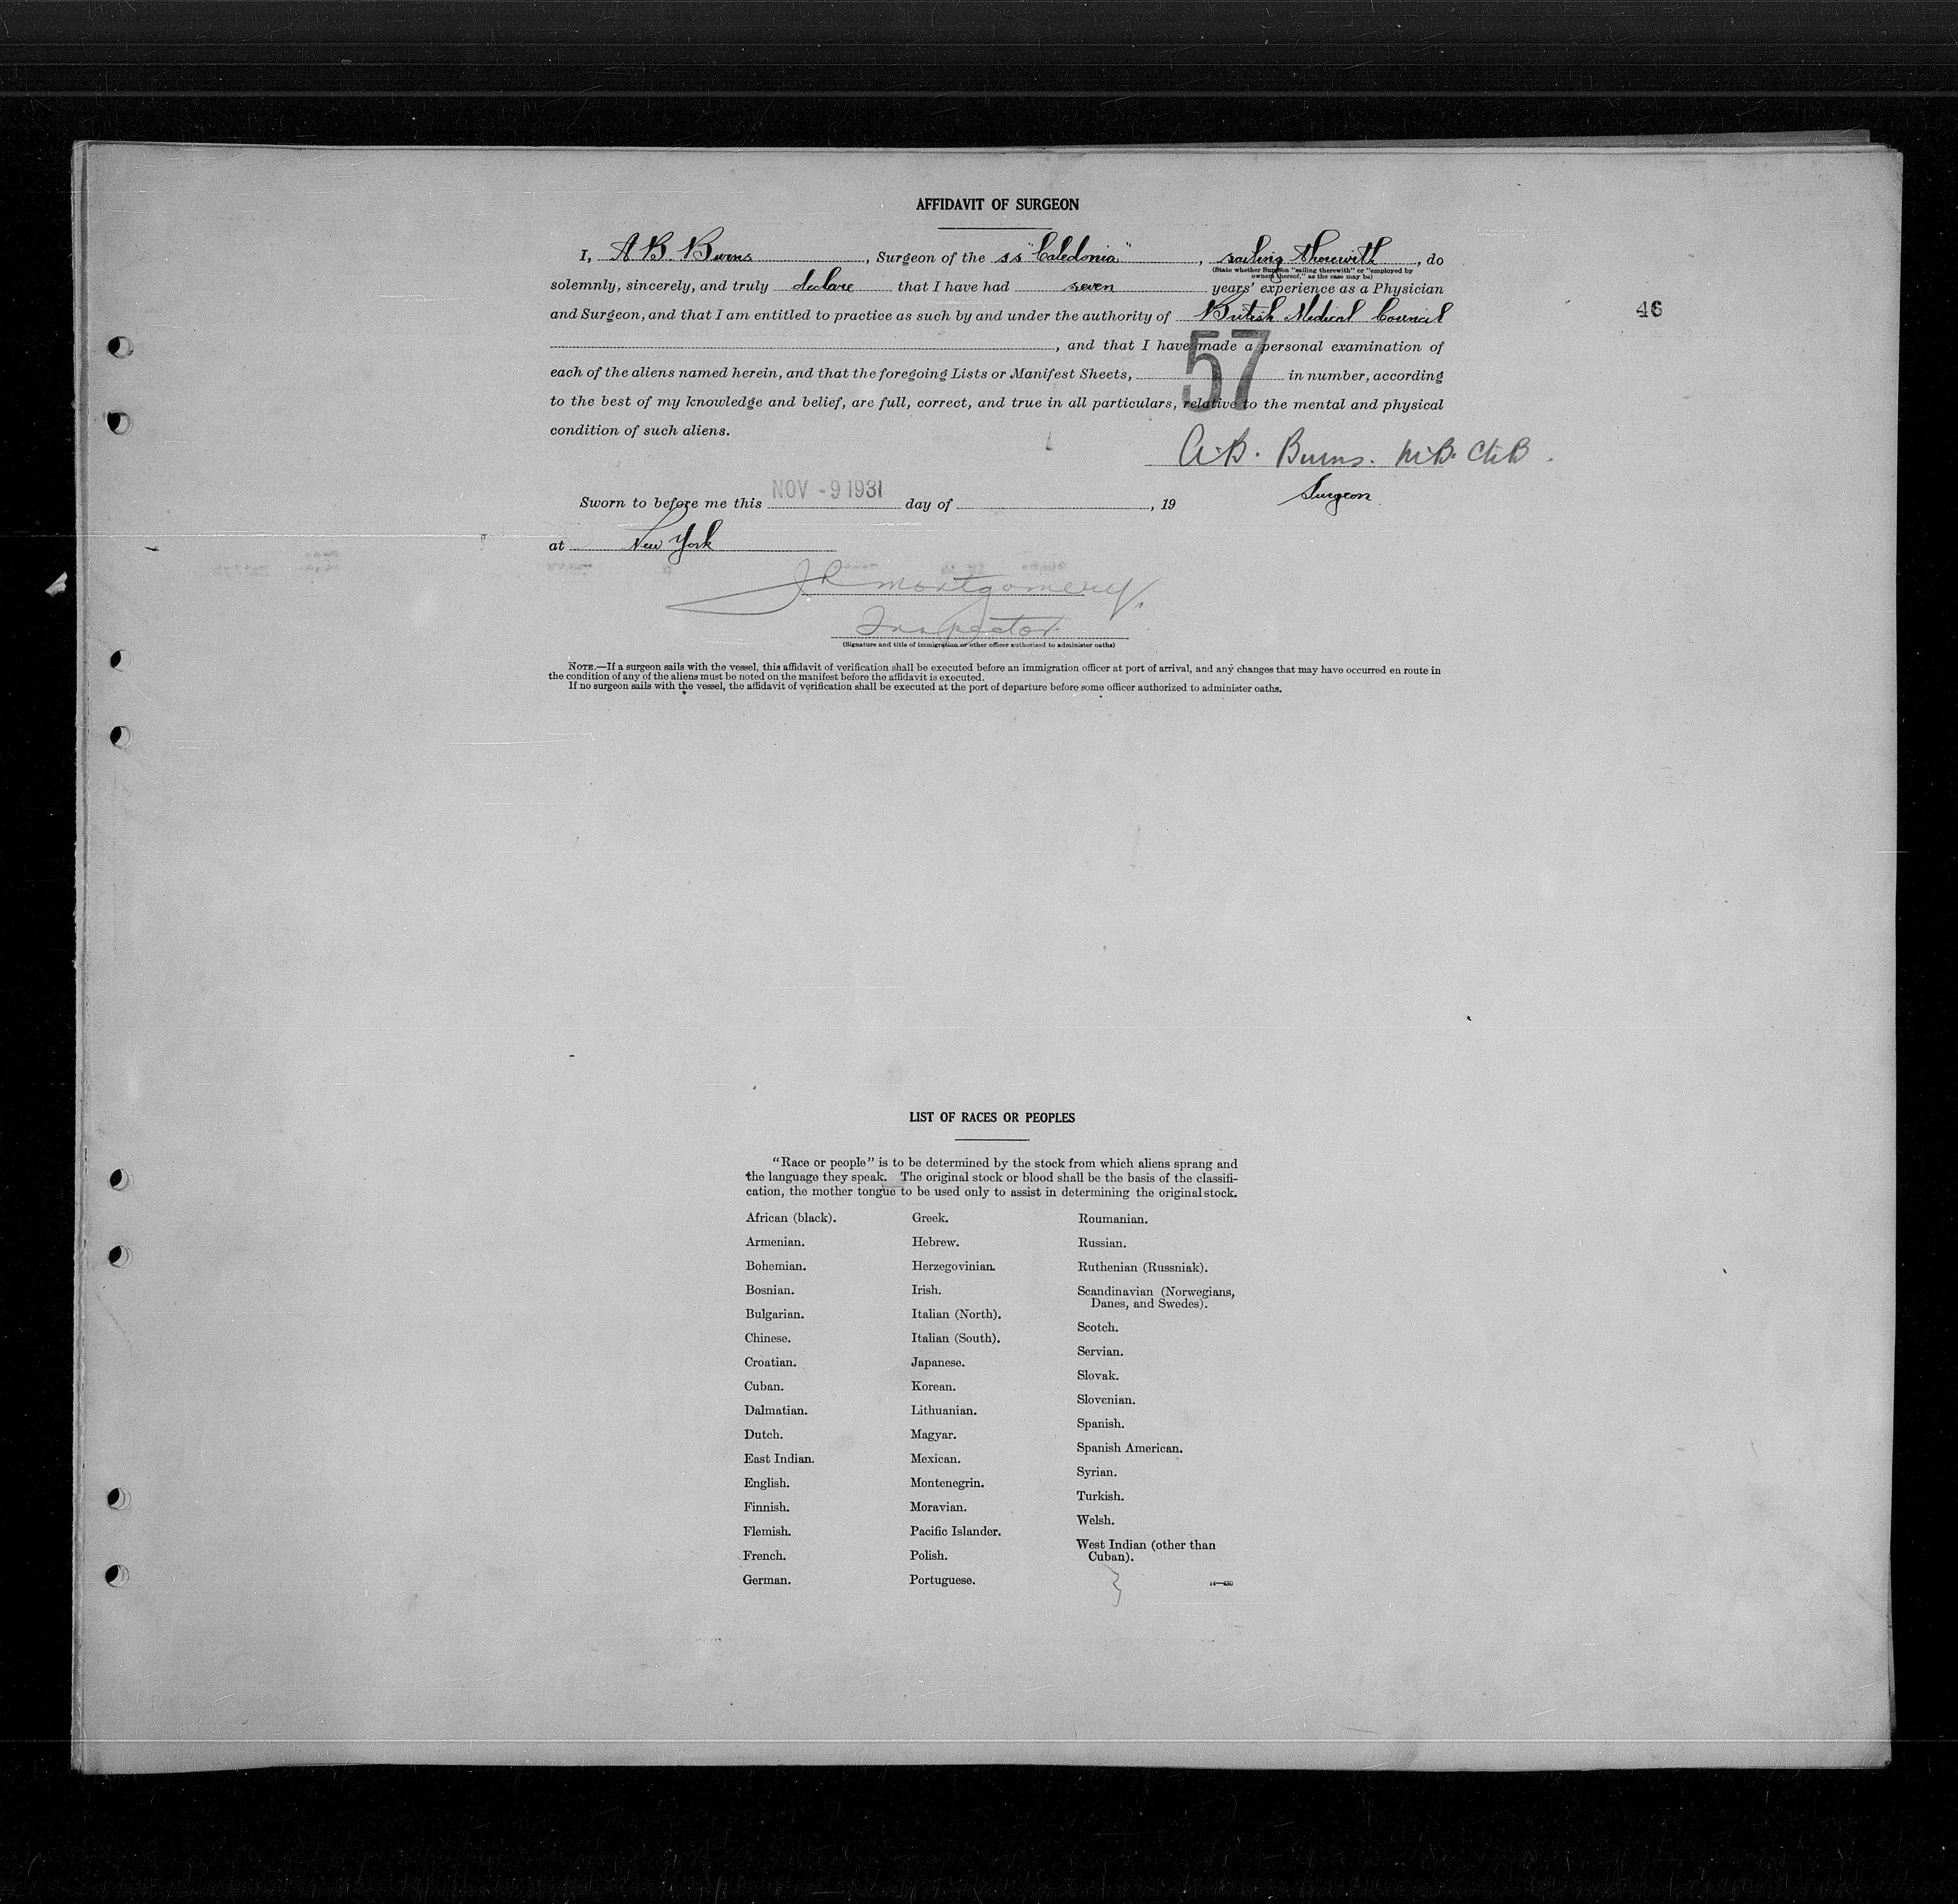 AFFIDAVIT OF SURGEON
I, A B Burns, Surgeon of the ss "Caledonia", sailing therewith, do
(State whether Surgeon "sailing therewith" or "employed by
owners thereof," as the case may be)
solemnly, sincerely, and truly declare that I have had seven years' experience as a Physician
and Surgeon, and that I am entitled to practice as such by and under the authority of British Medical Council
46
, and that I have made a personal examination of
each of the aliens named herein, and that the foregoing Lists or Manifest Sheets, 57 in number, according
to the best of my knowledge and belief, are full, correct, and true in all particulars, relative to the mental and physical
condition of such aliens.
A.B. Burns. M.B. Ch.B.
Surgeon.
Sworn to before me this NOV - 9 1931 day of , 19
at New York
Montgomery
Inspector
(Signature and title of immigration or other officer authorized to administer oaths)
NOTE.—If a surgeon sails with the vessel, this affidavit of verification shall be executed before an immigration officer at port of arrival, and any changes that may have occurred en route in
the condition of any of the aliens must be noted on the manifest before the affidavit is executed.
If no surgeon sails with the vessel, the affidavit of verification shall be executed at the port of departure before some officer authorized to administer oaths.
LIST OF RACES OR PEOPLES
"Race or people" is to be determined by the stock from which aliens sprang and
the language they speak. The original stock or blood shall be the basis of the classifi-
cation, the mother tongue to be used only to assist in determining the original stock.
African (black).
Armenian.
Bohemian.
Bosnian.
Bulgarian.
Chinese.
Croatian.
Cuban.
Dalmatian.
Dutch.
East Indian.
English.
Finnish.
Flemish.
French.
German.
Greek.
Hebrew.
Herzegovinian.
Irish.
Italian (North).
Italian (South).
Japanese.
Korean.
Lithuanian.
Magyar.
Mexican.
Montenegrin.
Moravian.
Pacific Islander.
Polish.
Portuguese.
Roumanian.
Russian.
Ruthenian (Russniak).
Scandinavian (Norwegians,
Danes, and Swedes).
Scotch.
Servian.
Slovak.
Slovenian.
Spanish.
Spanish American.
Syrian.
Turkish.
Welsh.
West Indian (other than
Cuban).